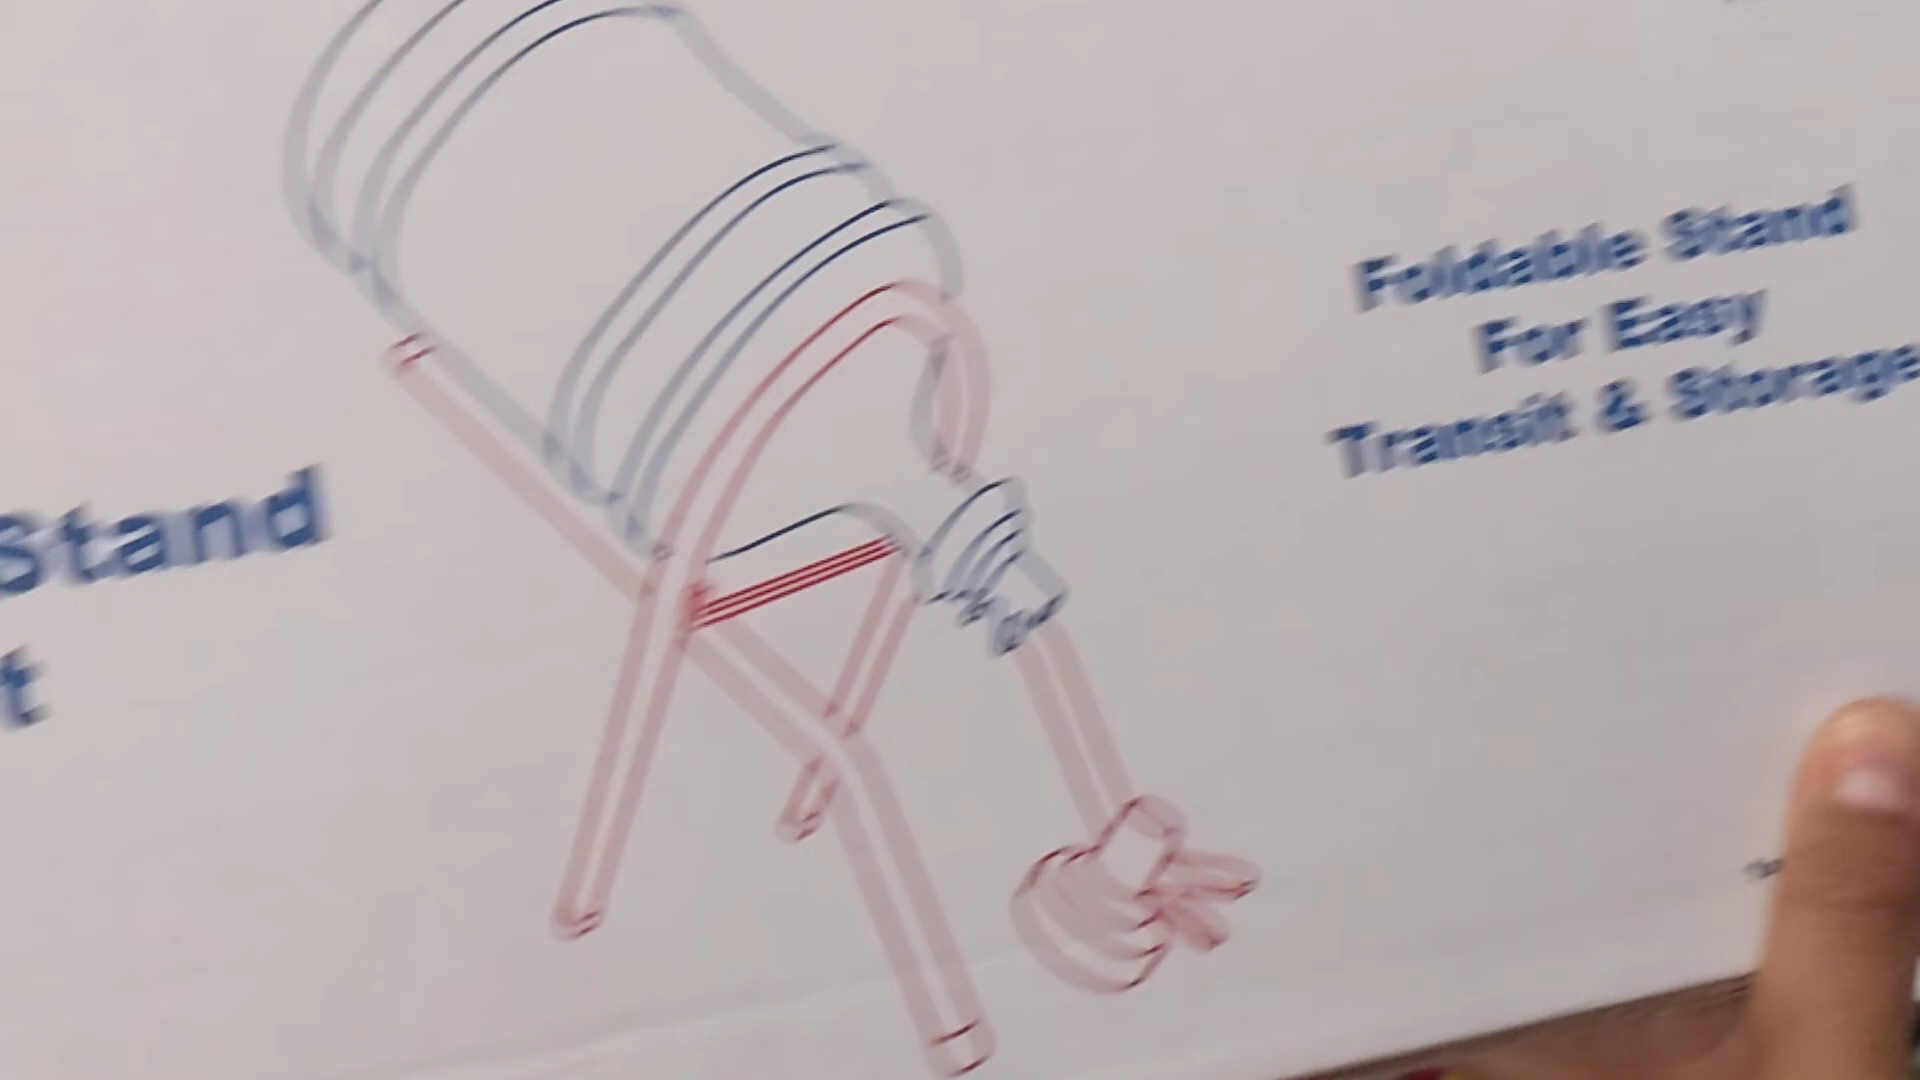 Stand
t
Foldable Stand
For Easy
Transit & Storage